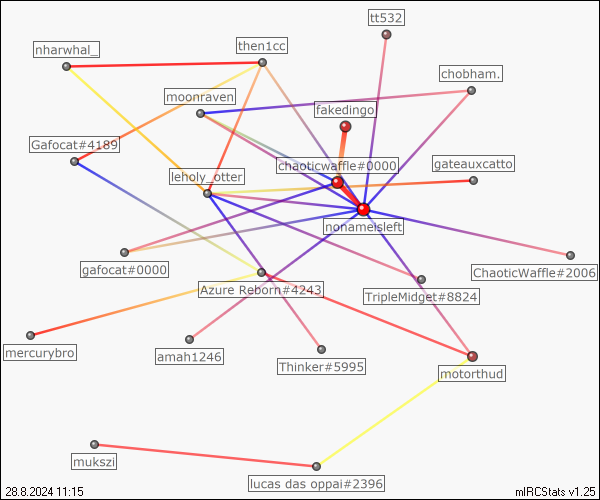 tt532
nharwhal_
then1cc
chobham.
moonraven
fakedingo
Gafocat#4189
chaoticwaffle#0000
gateauxcatto
leholy_otter
nonameisleft
gafocat#0000
ChaoticWaffle#2006
Azure Reborn#4243
TripleMidget#8824
mercurybro
amah1246
Thinker#5995
motorthud
mukszi
lucas das oppai#2396
28.8.2024 11:15
mIRCStats v1.25